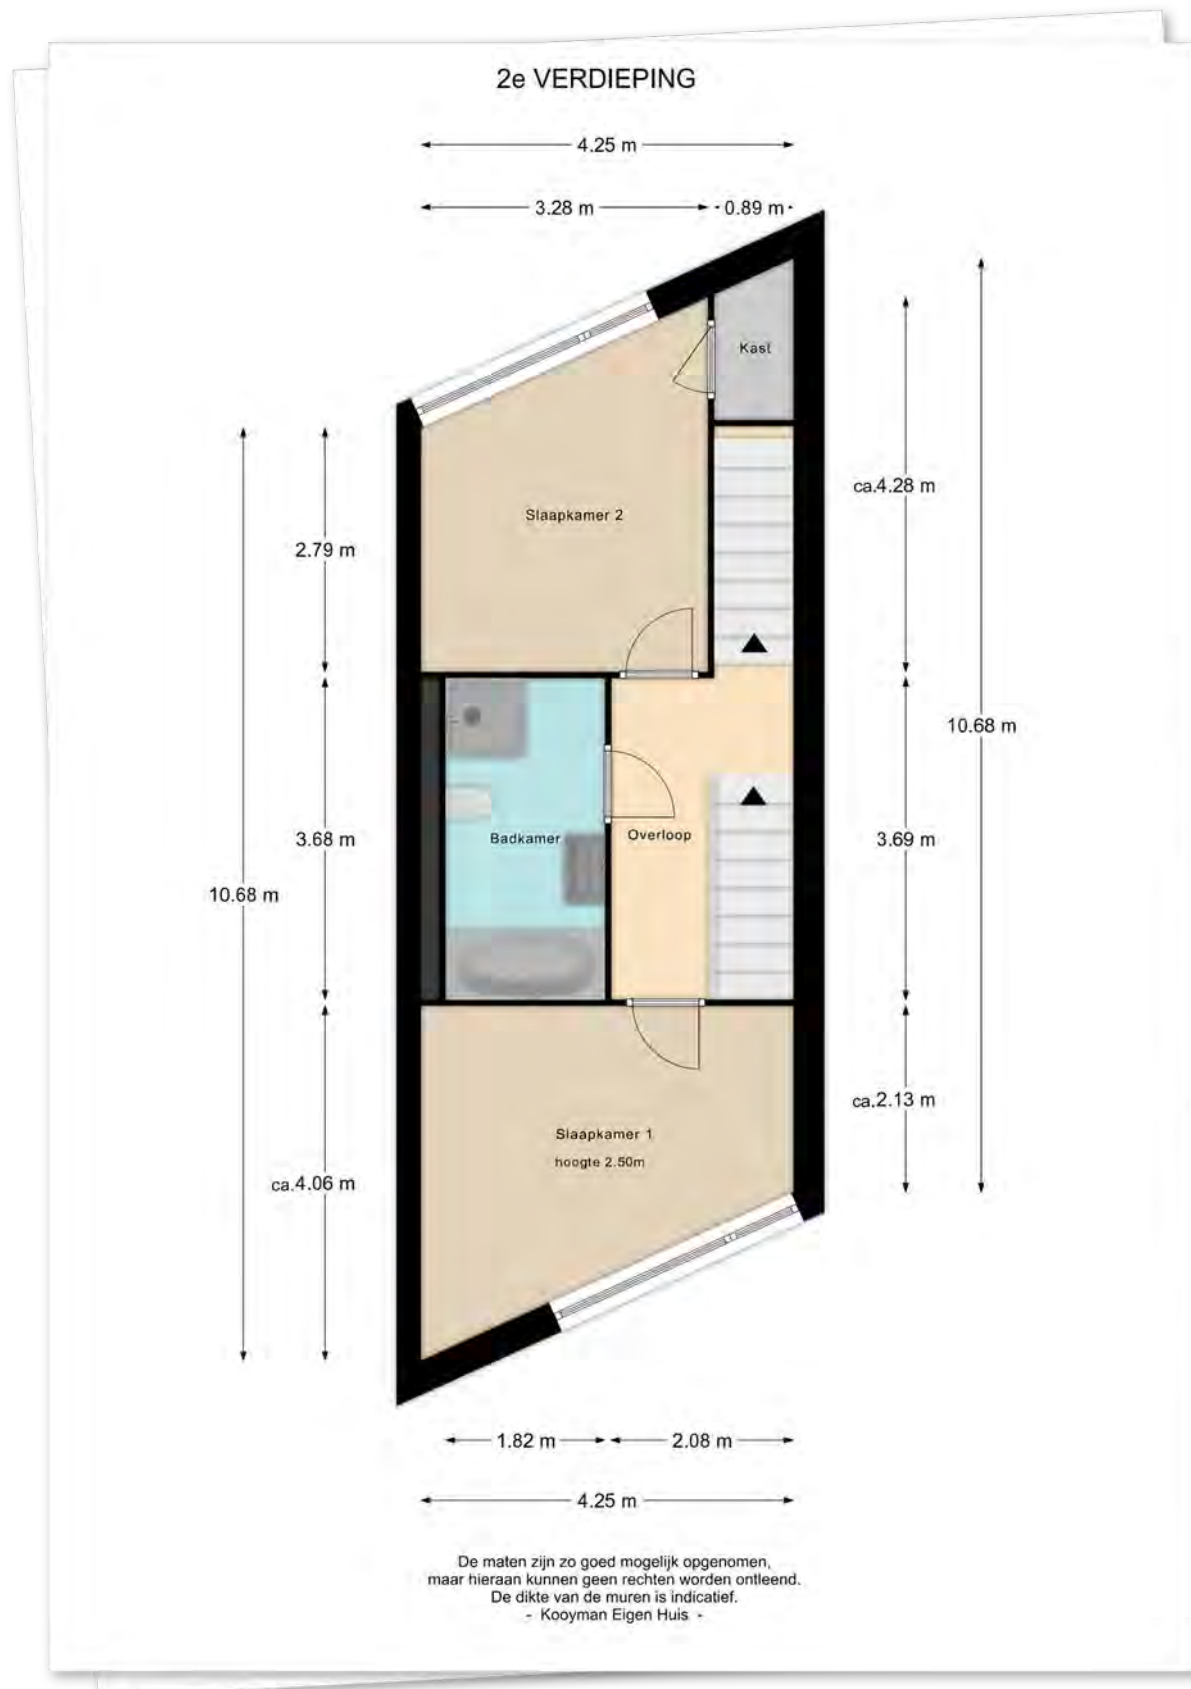 2e VERDIEPING
4.25 m
3.28 m
0.89 m
Kast
ca.4.28 m
Slaapkamer 2
2.79 m
10.68 m
3.68 m
Badkamer
Overloop
3.69 m
10.68 m
ca.2.13 m
Slaapkamer 1
hoogte 2.50m
ca.4.06 m
1.82 m
2.08 m
4.25 m
De maten zijn zo goed mogelijk opgenomen,
maar hieraan kunnen geen rechten worden ontleend.
De dikte van de muren is indicatief.
- Kooyman Eigen Huis -